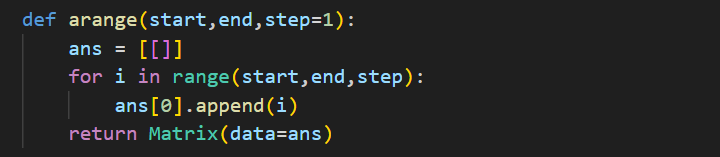 def arange(start,end,step=1):
    ans = [[]]
    for i in range(start,end,step):
        ans[0].append(i)
    return Matrix(data=ans)